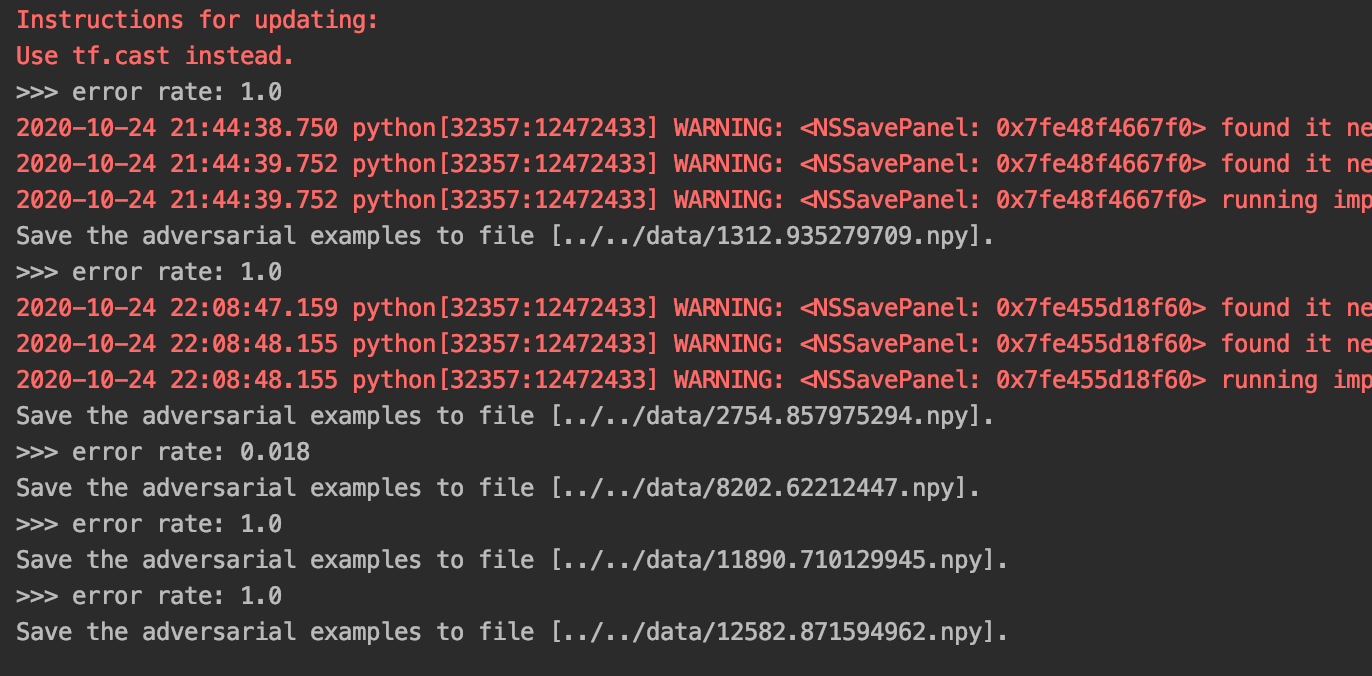 Instructions for updating:
Use tf.cast instead.
>>> error rate: 1.0
2020-10-24 21:44:38.750 python[32357:12472433] WARNING: <NSSavePanel: 0x7fe48f4667f0> found it ne
2020-10-24 21:44:39.752 python[32357:12472433] WARNING: <NSSavePanel: 0x7fe48f4667f0> found it ne
2020-10-24 21:44:39.752 python[32357:12472433] WARNING: <NSSavePanel: 0x7fe48f4667f0> running imp
Save the adversarial examples to file [../../data/1312.935279709.npy].
>>> error rate: 1.0
2020-10-24 22:08:47.159 python[32357:12472433] WARNING: <NSSavePanel: 0x7fe455d18f60> found it ne
2020-10-24 22:08:48.155 python[32357:12472433] WARNING: <NSSavePanel: 0x7fe455d18f60> found it ne
2020-10-24 22:08:48.155 python[32357:12472433] WARNING: <NSSavePanel: 0x7fe455d18f60> running imp
Save the adversarial examples to file [../../data/2754.857975294.npy].
>>> error rate: 0.018
Save the adversarial examples to file [../../data/8202.62212447.npy].
>>> error rate: 1.0
Save the adversarial examples to file [../../data/11890.710129945.npy].
>>> error rate: 1.0
Save the adversarial examples to file [../../data/12582.871594962.npy].